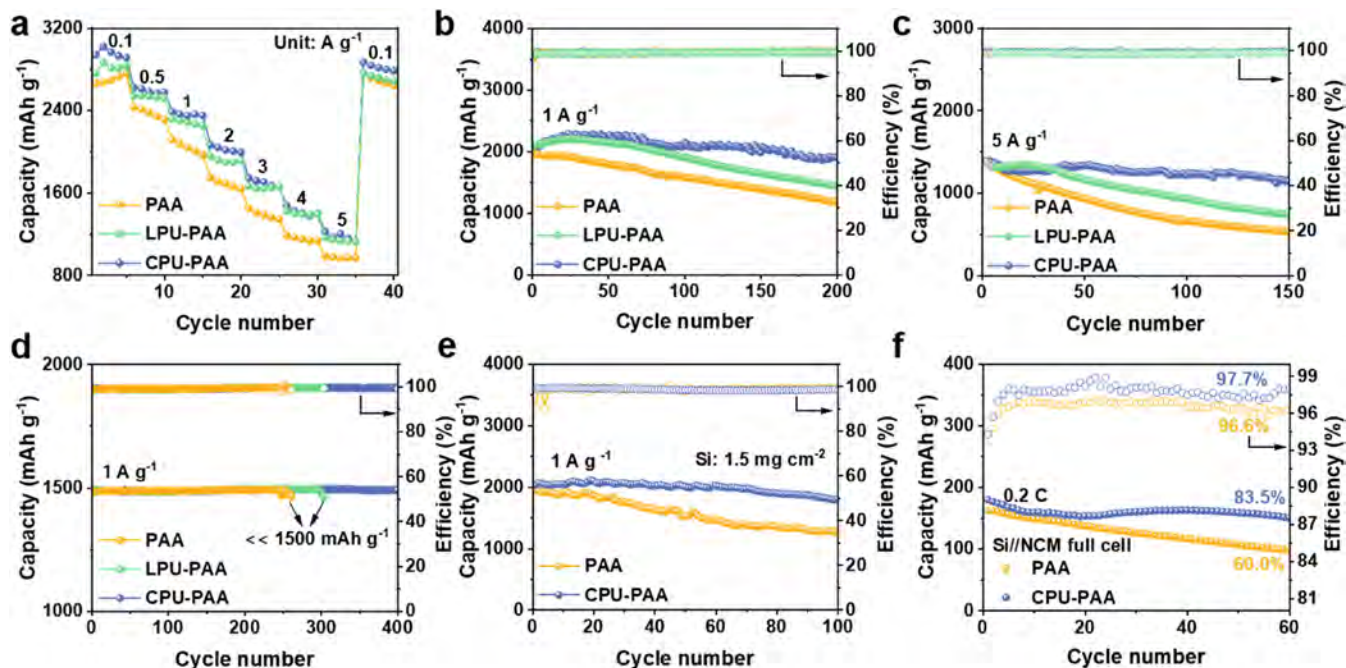 a
Capacity (mAh g⁻¹)
3200
2400
1600
800
0.1
0.5
1
2
3
4
5
0.1
Unit: A g⁻¹
PAA
LPU-PAA
CPU-PAA
0 10 20 30 40
Cycle number
b
Capacity (mAh g⁻¹)
4000
3000
2000
1000
0
1 A g⁻¹
PAA
LPU-PAA
CPU-PAA
100
80
60
40
20
0
Efficiency (%)
0 50 100 150 200
Cycle number
c
Capacity (mAh g⁻¹)
3000
2000
1000
0
5 A g⁻¹
PAA
LPU-PAA
CPU-PAA
100
80
60
40
20
0
Efficiency (%)
0 50 100 150
Cycle number
d
Capacity (mAh g⁻¹)
2000
1500
1000
1 A g⁻¹
<< 1500 mAh g⁻¹
PAA
LPU-PAA
CPU-PAA
100
80
60
40
20
0
Efficiency (%)
0 100 200 300 400
Cycle number
e
Capacity (mAh g⁻¹)
4000
3000
2000
1000
0
1 A g⁻¹
Si: 1.5 mg cm⁻²
PAA
CPU-PAA
100
80
60
40
20
0
Efficiency (%)
0 20 40 60 80 100
Cycle number
f
Capacity (mAh g⁻¹)
400
300
200
100
0
97.7%
96.6%
0.2 C
83.5%
Si//NCM full cell
PAA
60.0%
CPU-PAA
99
96
93
90
87
84
81
Efficiency (%)
0 20 40 60
Cycle number